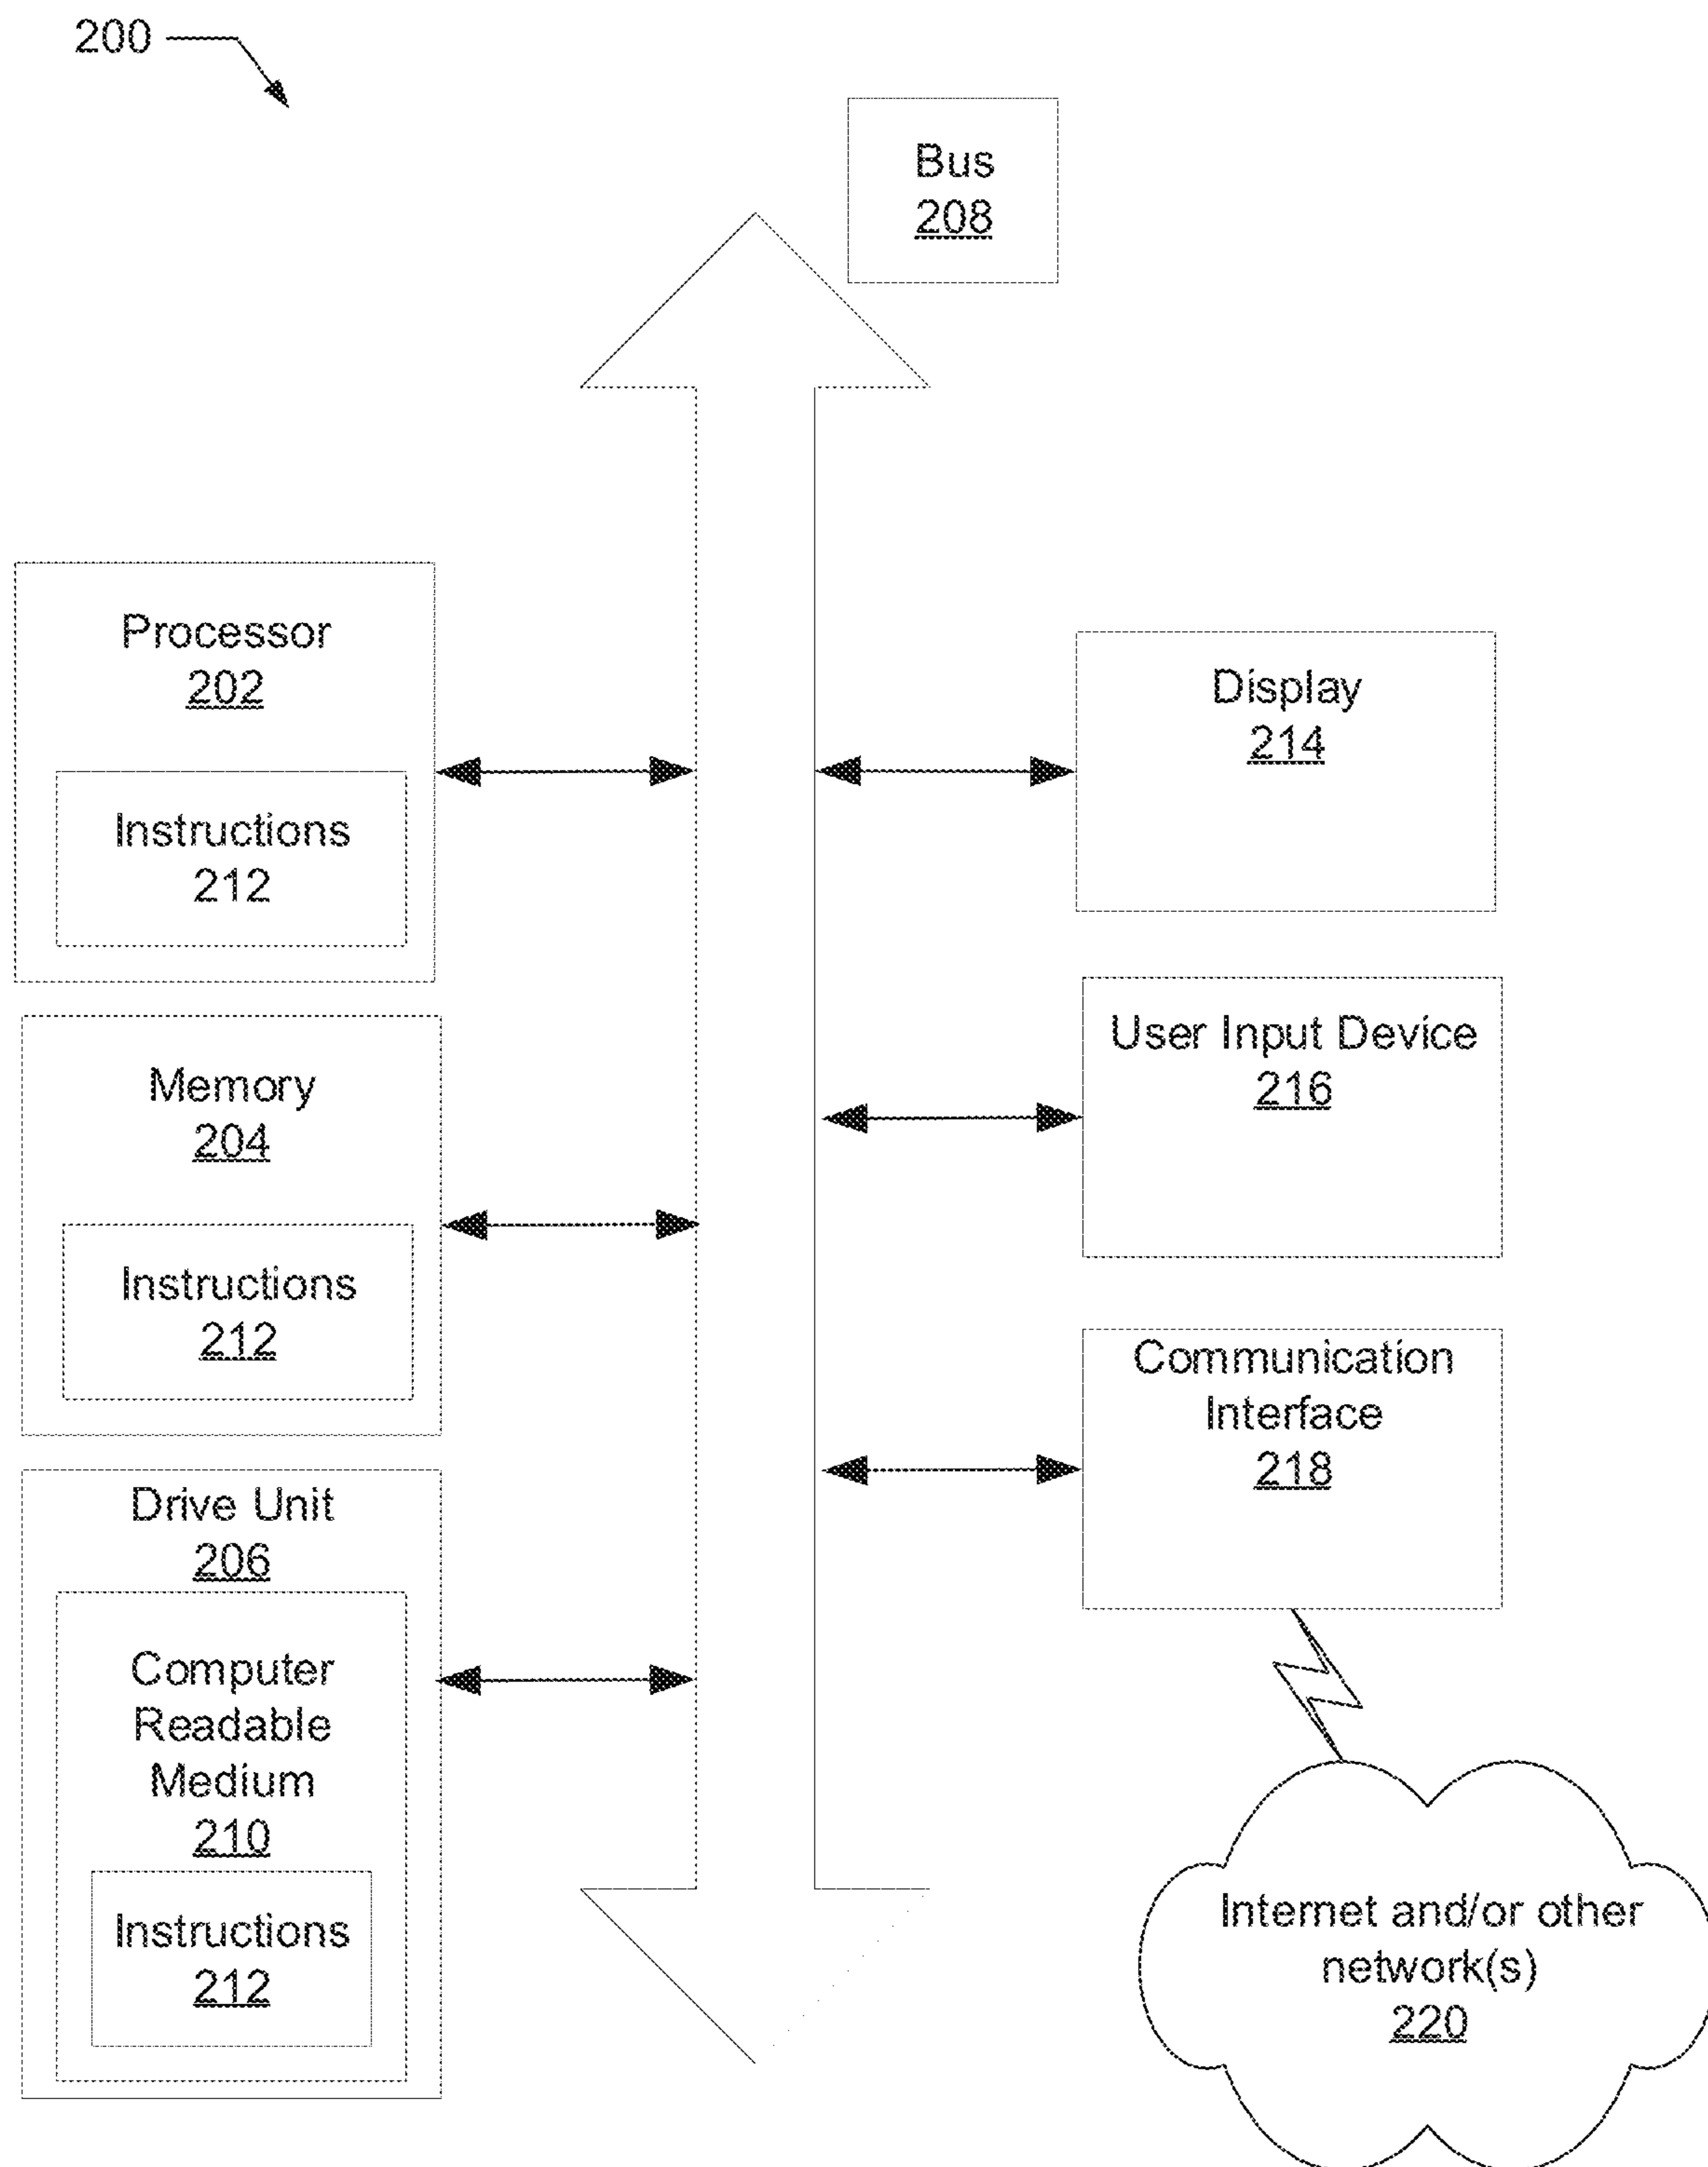 200
Bus
208
Processor
202
Instructions
212
Memory
204
Instructions
212
Drive Unit
206
Computer
Readable
Medium
210
Instructions
212
Display
214
User Input Device
216
Communication
Interface
218
Internet and/or other
network(s)
220